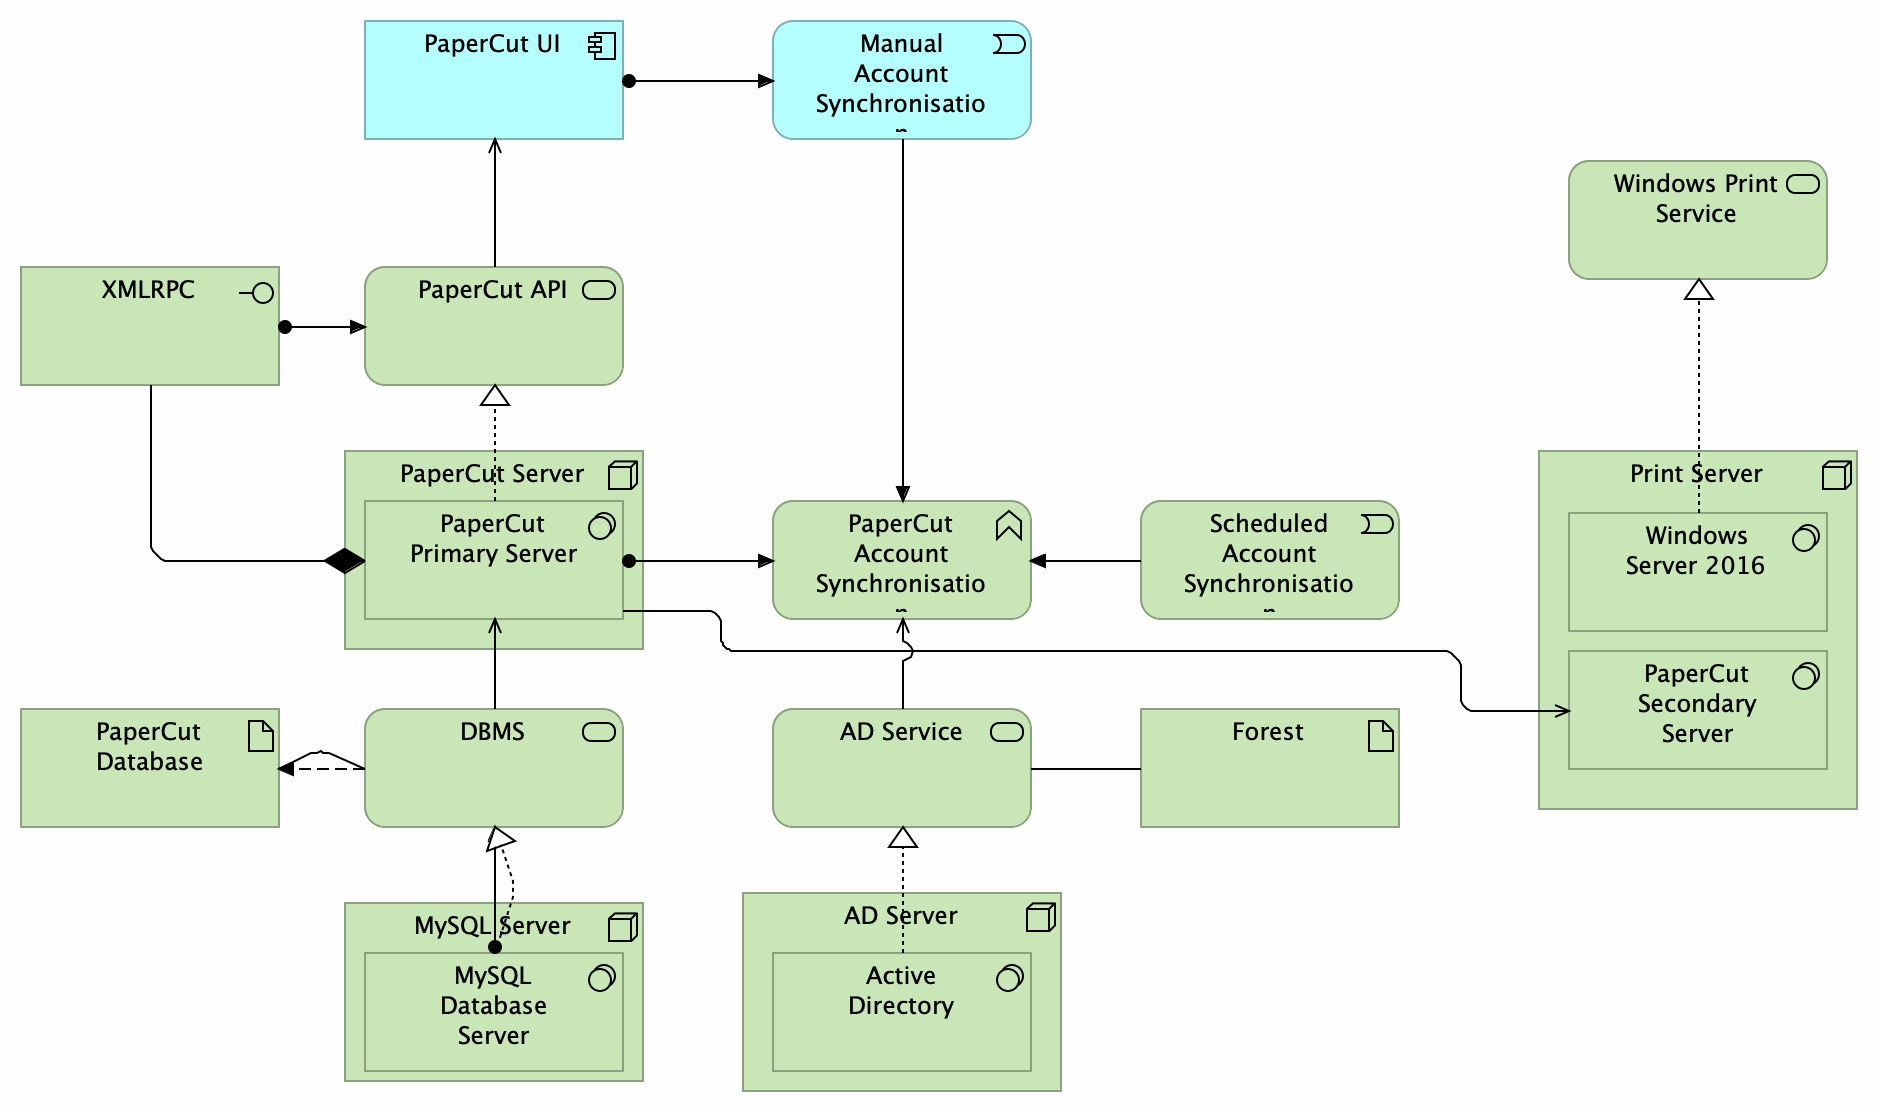 PaperCut UI
Manual
Account
Synchronisatio
n
Windows Print
Service
XMLRPC
PaperCut API
PaperCut Server
PaperCut
Primary Server
PaperCut
Account
Synchronisatio
n
Scheduled
Account
Synchronisatio
n
Print Server
Windows
Server 2016
PaperCut
Secondary
Server
PaperCut
Database
DBMS
AD Service
Forest
MySQL Server
MySQL
Database
Server
AD Server
Active
Directory